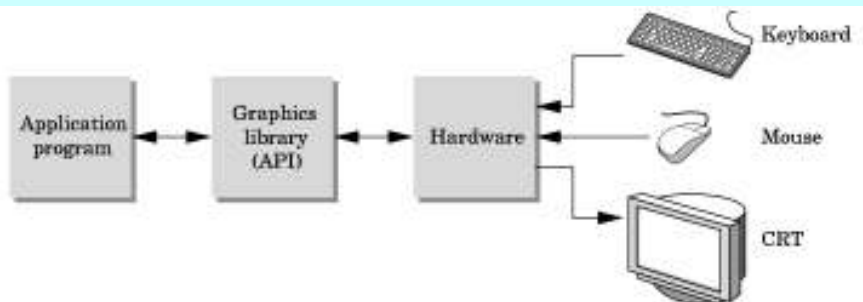 Application
program
Graphics
library
(API)
Hardware
Keyboard
Mouse
CRT